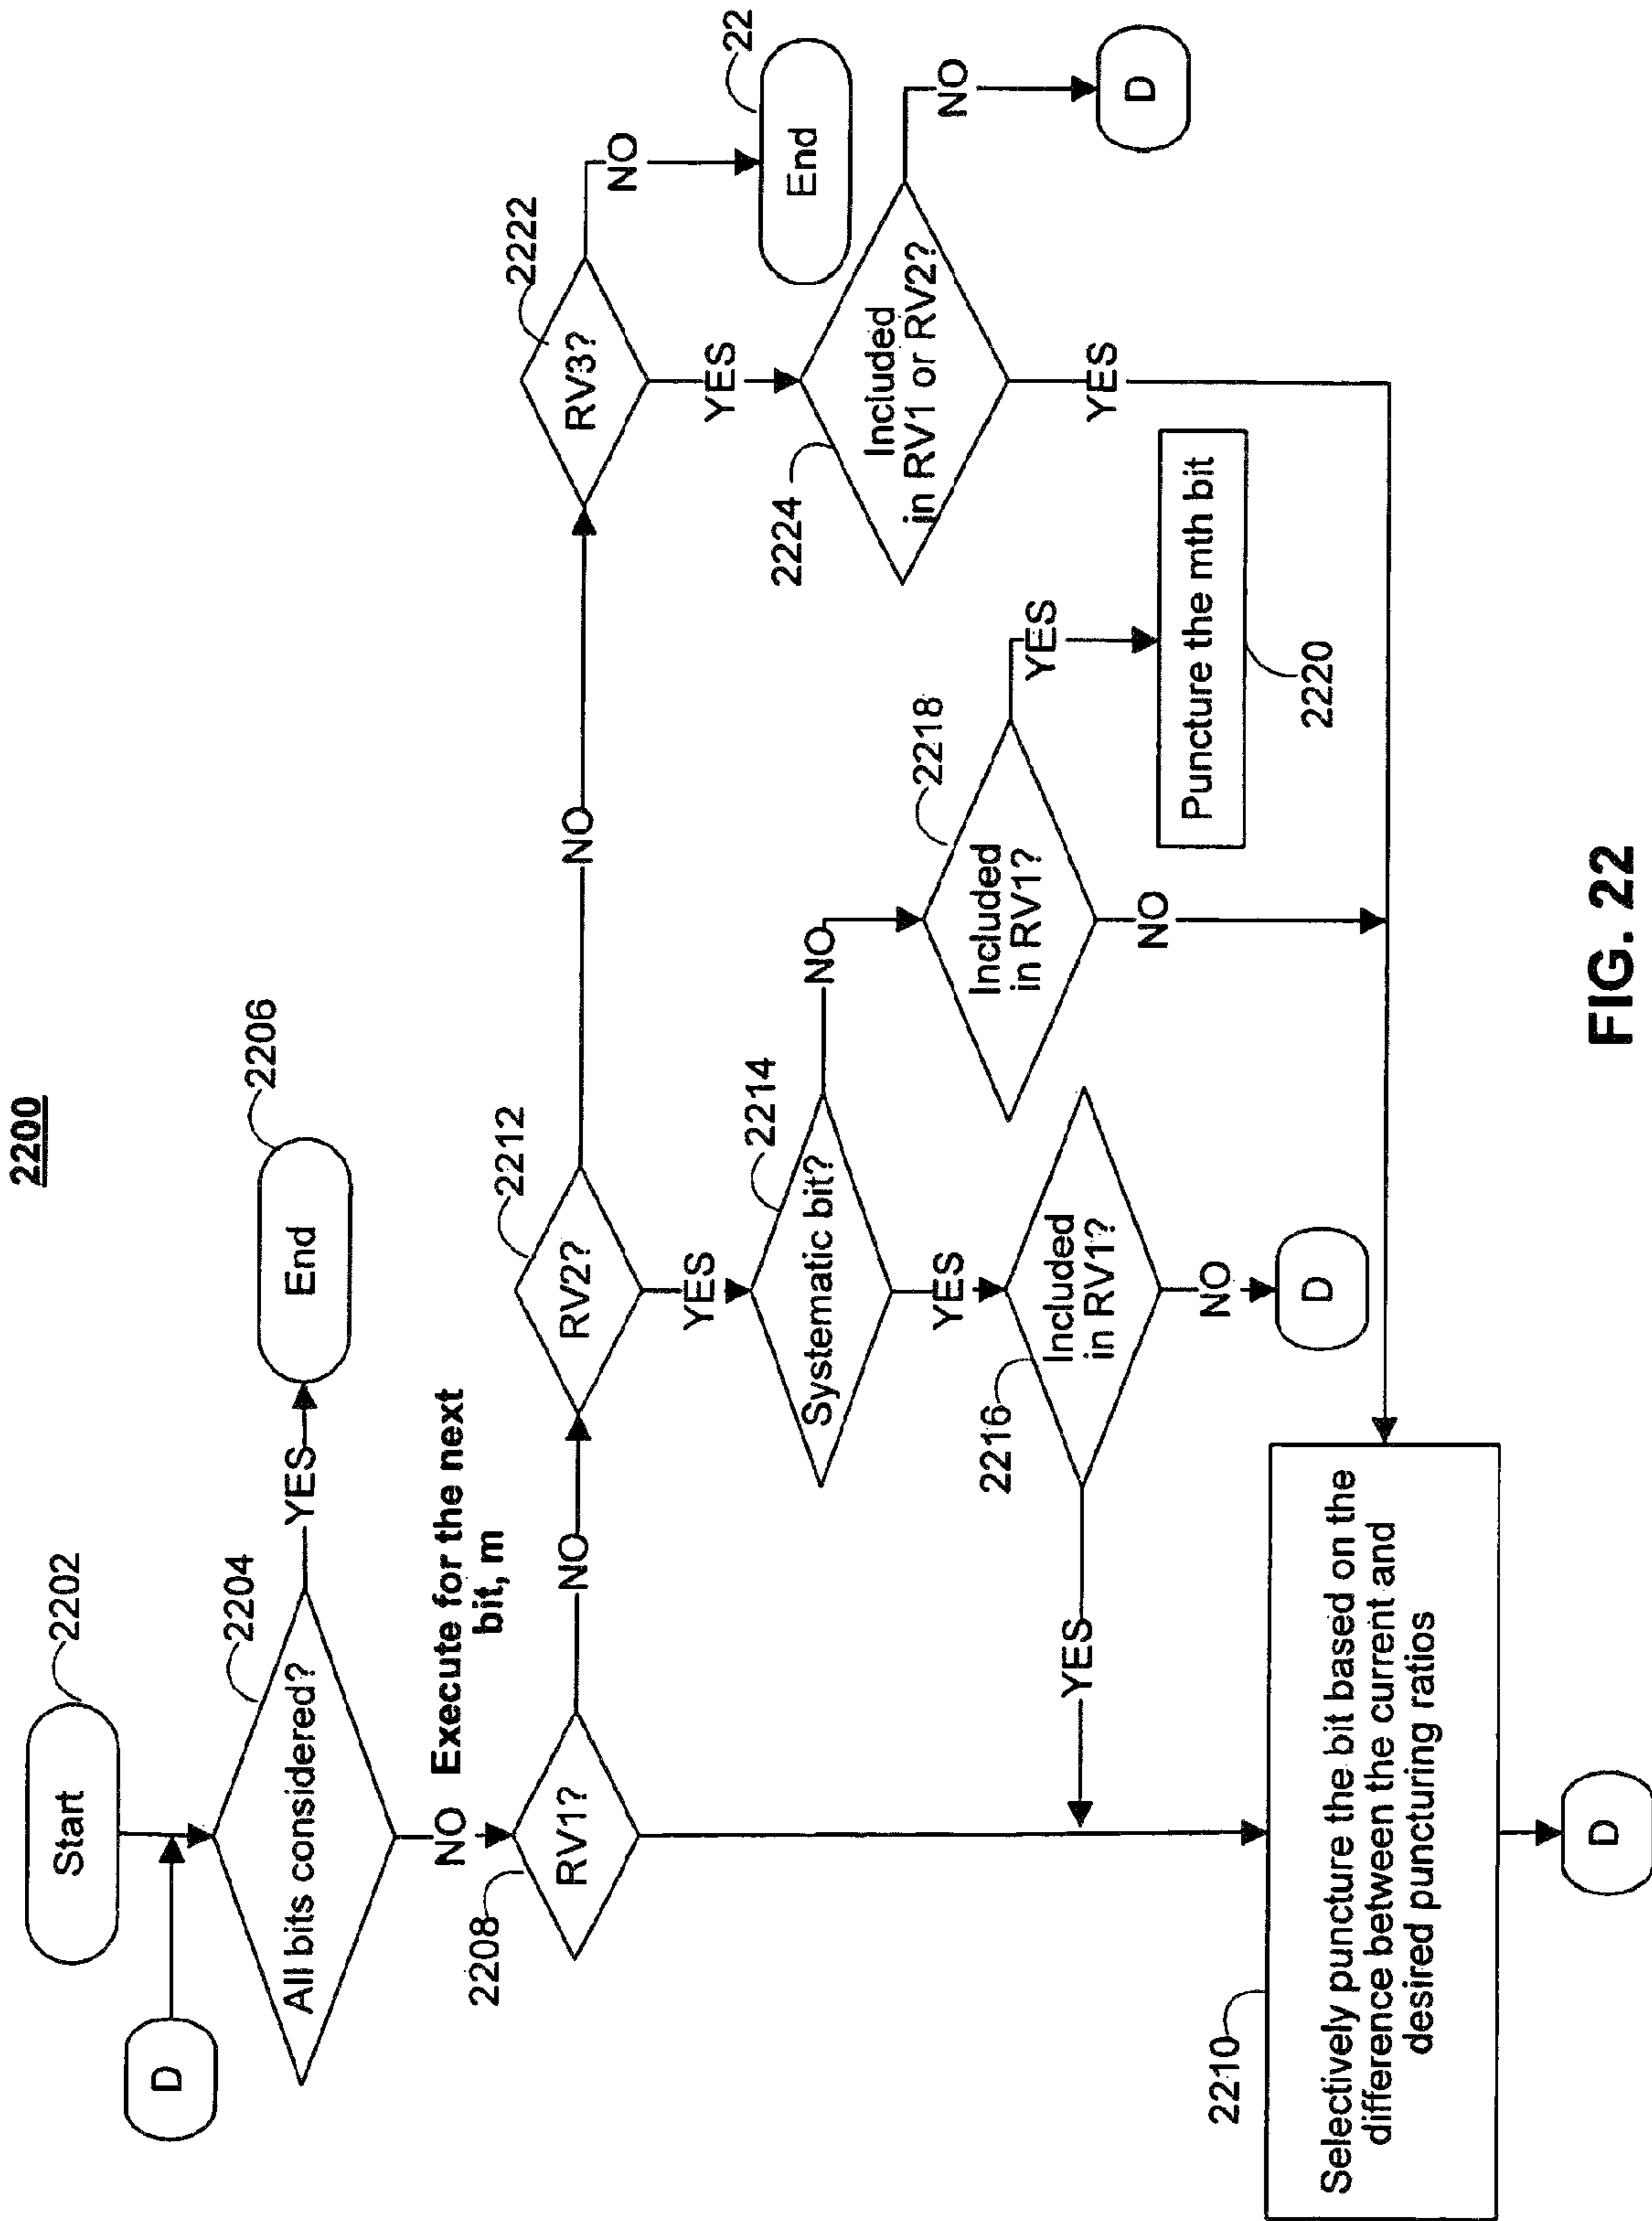 2200
Start
2202
D
All bits considered?
2204
YES
End
2206
NO
Execute for the next
bit, m
RV1?
2208
NO
RV2?
2212
NO
RV3?
2222
NO
End
22
YES
Systematic bit?
2214
NO
YES
Included
in RV1?
2216
YES
NO
D
Included
in RV1?
2218
YES
NO
Puncture the mth bit
2220
YES
Included
in RV1 or RV2?
2224
NO
D
YES
2210
Selectively puncture the bit based on the
difference between the current and
desired puncturing ratios
D
FIG. 22